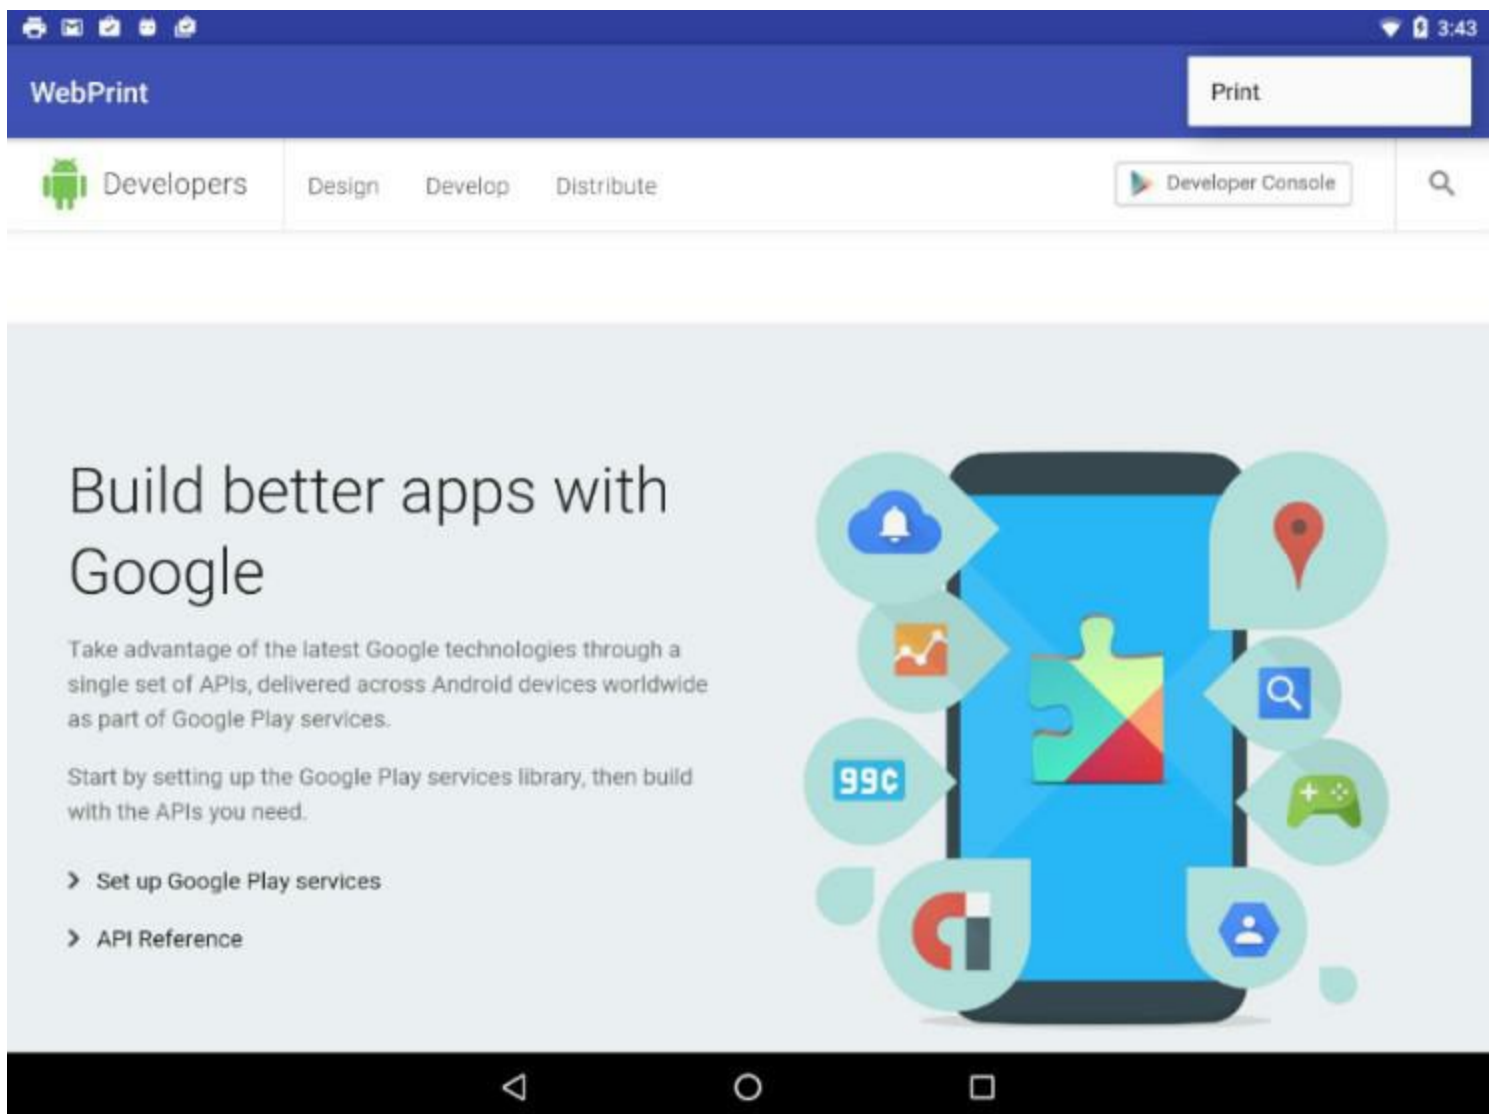 3:43
WebPrint
Print
Developers
Design
Develop
Distribute
Developer Console
Build better apps with
Google
Take advantage of the latest Google technologies through a
single set of APIs, delivered across Android devices worldwide
as part of Google Play services.
Start by setting up the Google Play services library, then build
with the APIs you need.
Set up Google Play services
API Reference
99¢